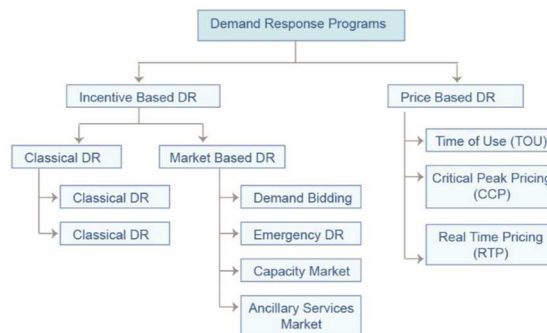 Demand Response Programs
Incentive Based DR
Price Based DR
Classical DR
Market Based DR
Time of Use (TOU)
Classical DR
Demand Bidding
Critical Peak Pricing
(CCP)
Classical DR
Emergency DR
Real Time Pricing
(RTP)
Capacity Market
Ancillary Services
Market